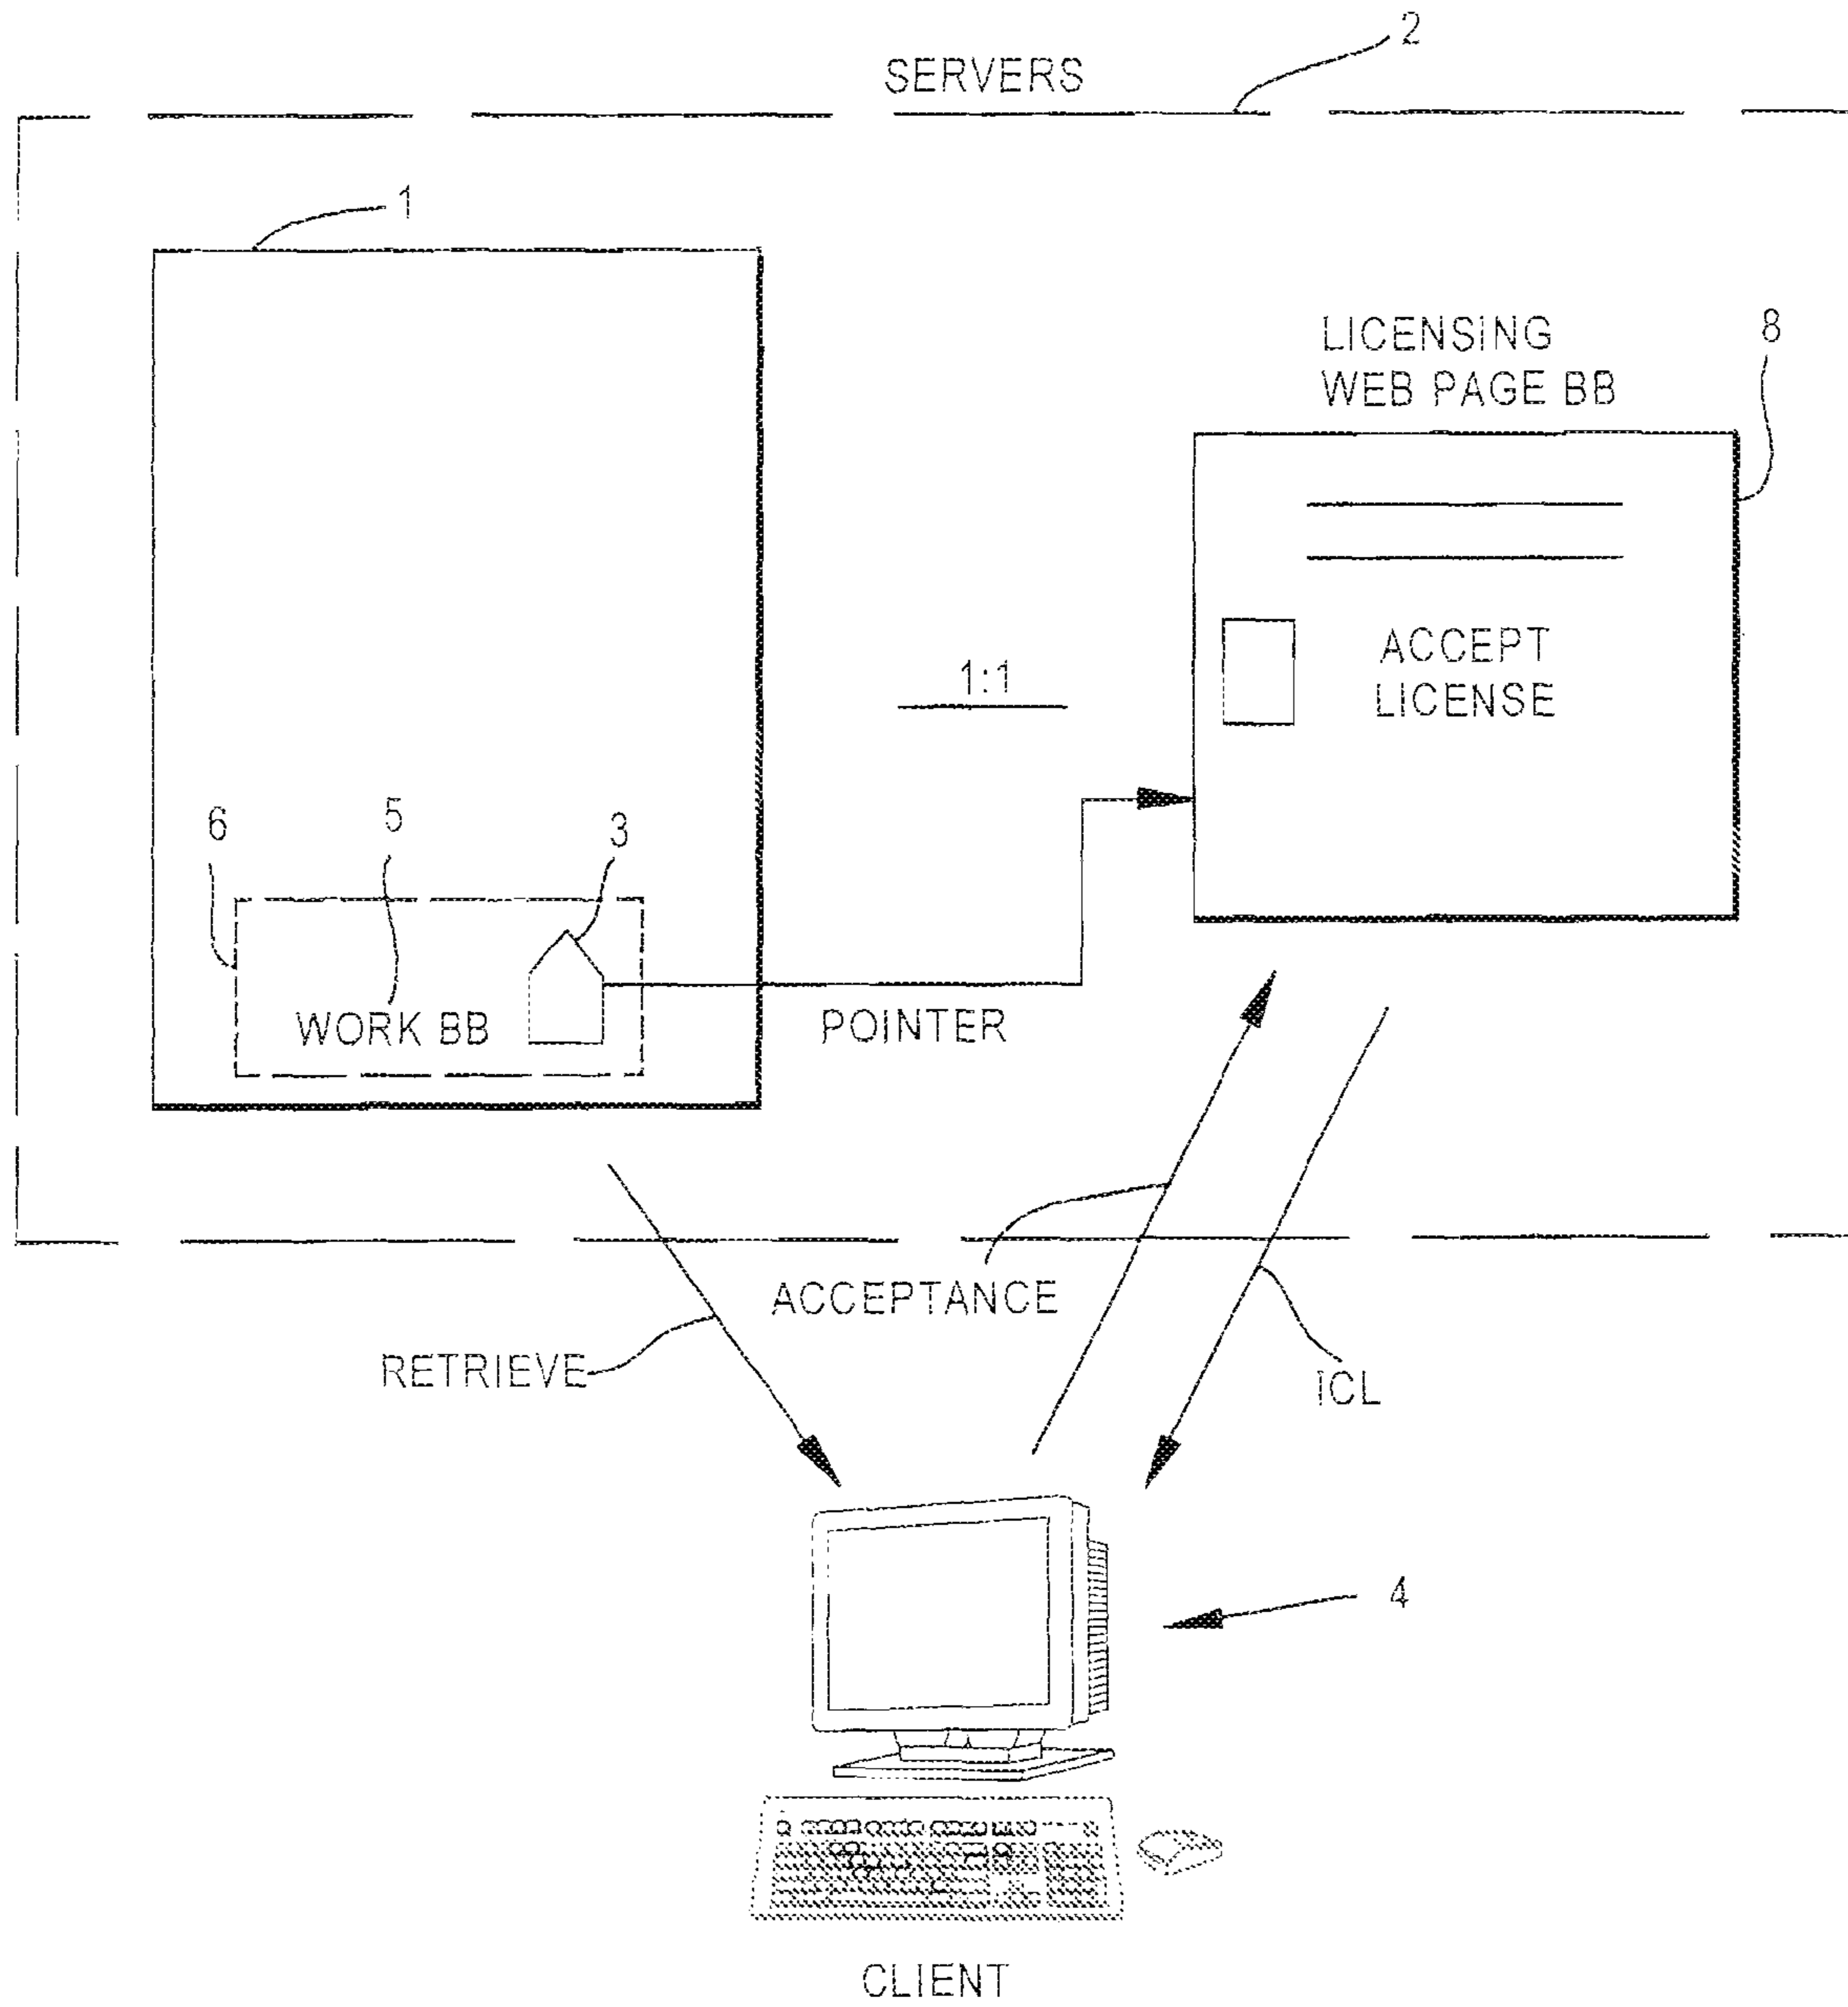 2
SERVERS
1
LICENSING
WEB PAGE BB
8
ACCEPT
LICENSE
1:1
6
5
3
WORK BB
POINTER
ACCEPTANCE
RETRIEVE
ICL
4
CLIENT